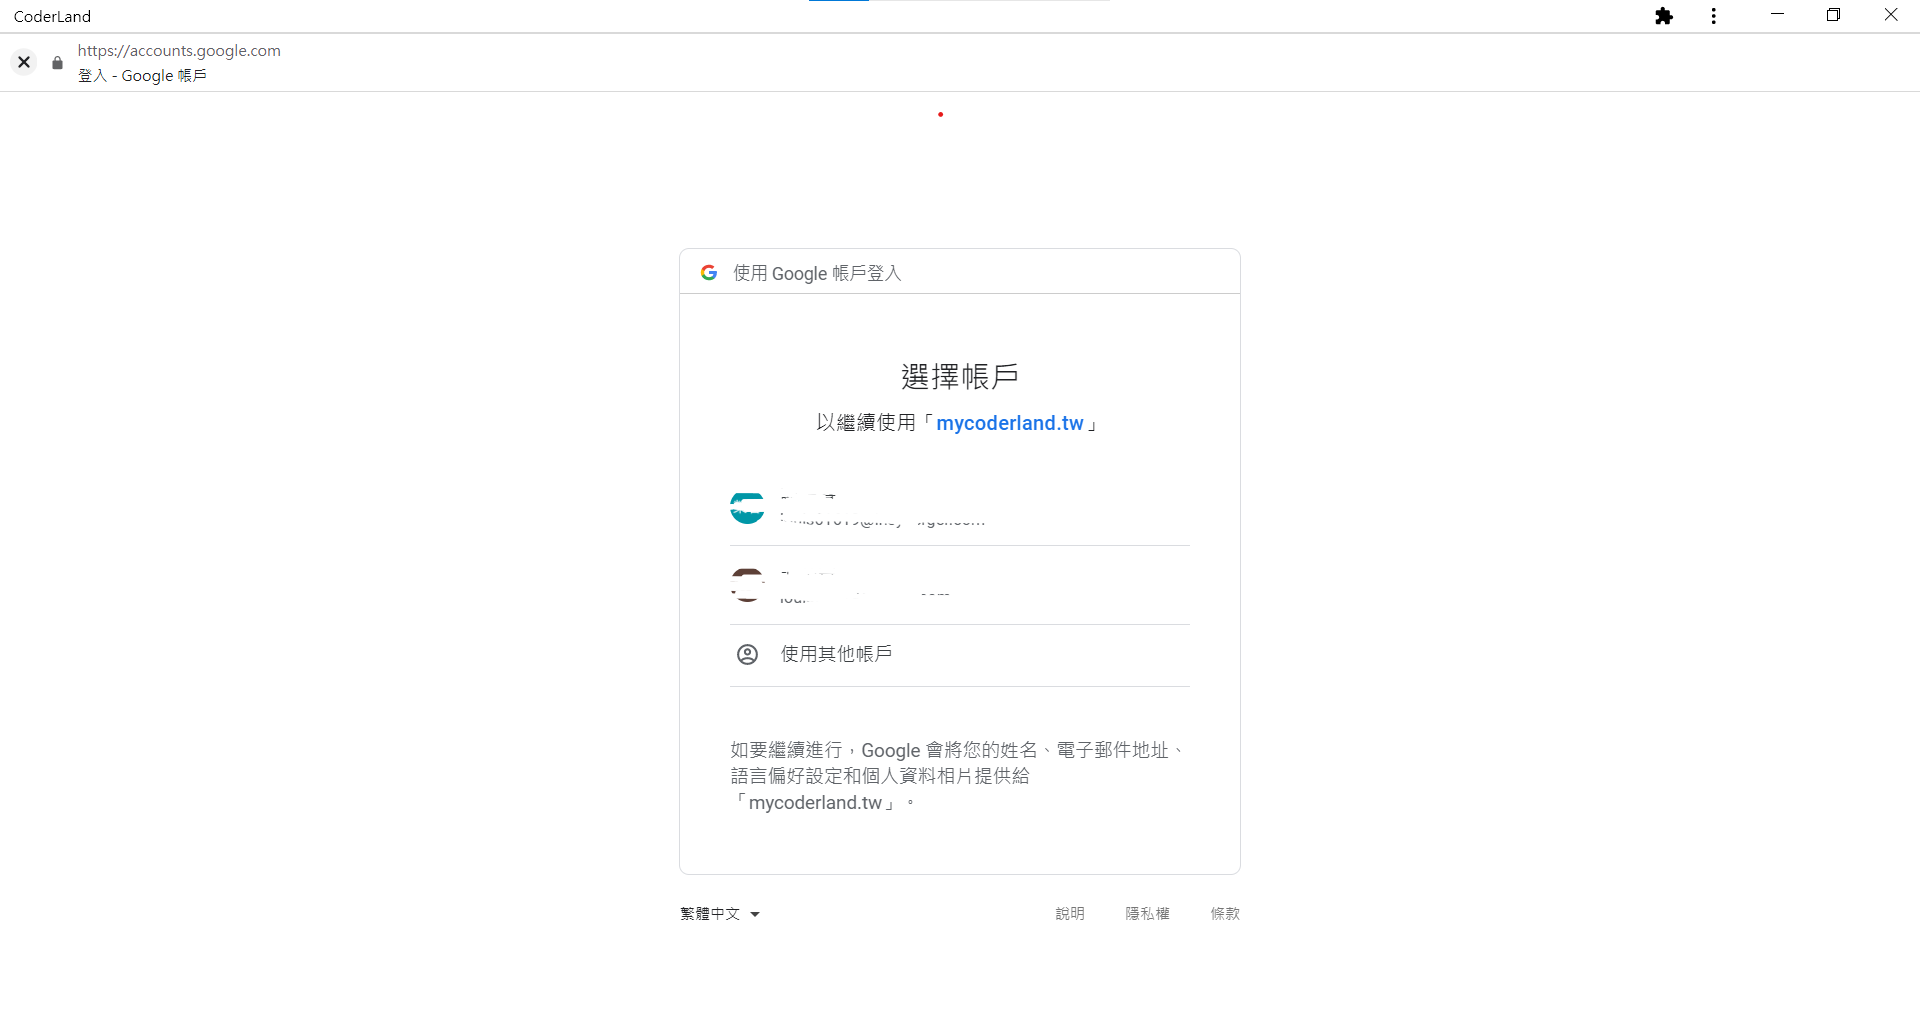 CoderLand
https://accounts.google.com
登入 - Google 帳戶
使用 Google 帳戶登入
選擇帳戶
以繼續使用「mycoderland.tw」
使用其他帳戶
如要繼續進行，Google 會將您的姓名、電子郵件地址、
語言偏好設定和個人資料相片提供給
「mycoderland.tw」。
繁體中文
說明 隱私權 條款